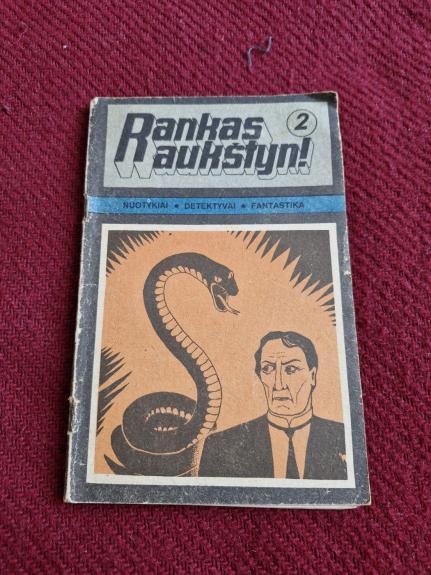 Rankas
aukštyn!
2
NUOTYKIAI ★ DETEKTYVAI ★ FANTASTIKA